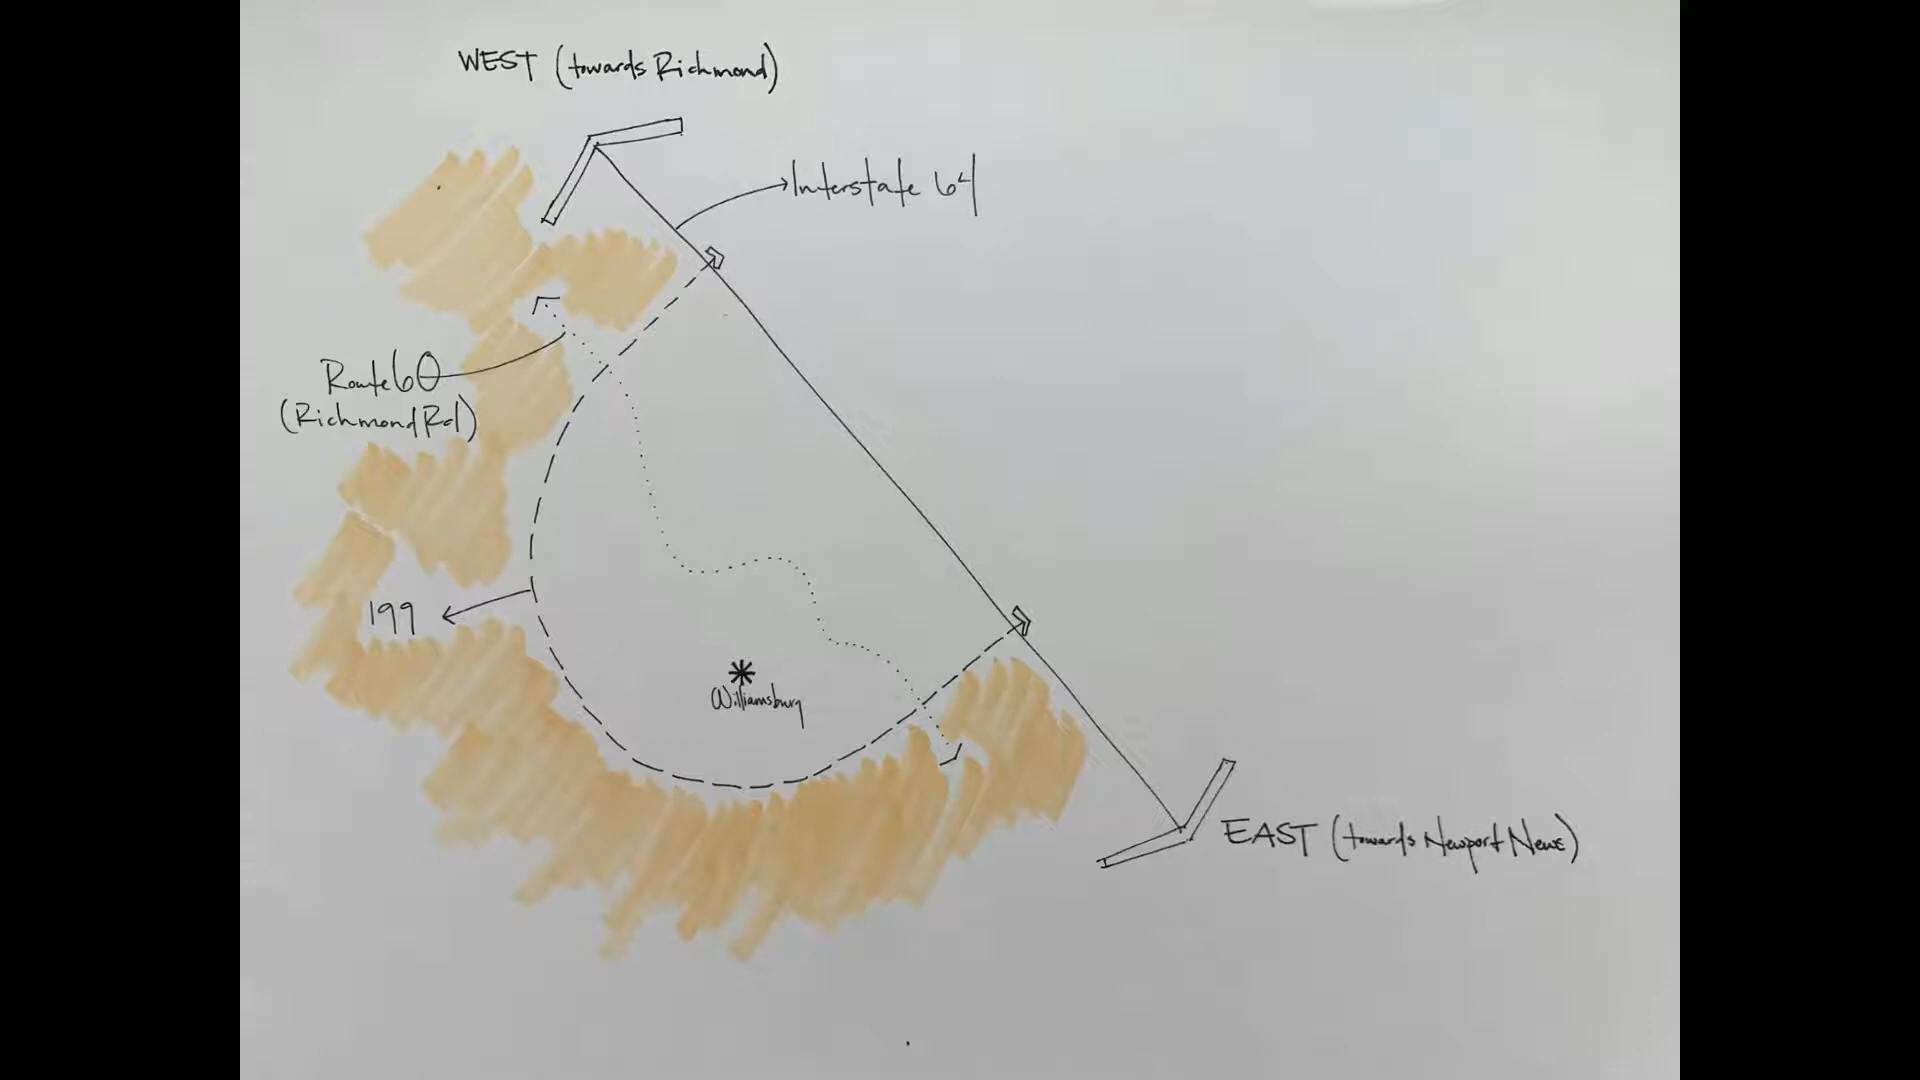 WEST (towards Richmond)
Interstate 64
Route 60
(Richmond Rd)
199
Williamsburg
EAST (towards Newport News)